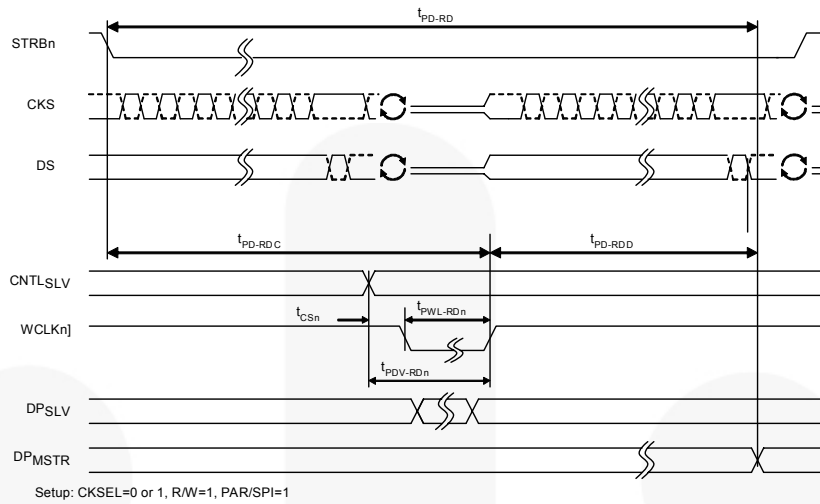 tPD-RD
STRBn
CKS
DS
tPD-RDC
tPD-RDD
CNTLSLV
tCSn
tPWL-RDn
WCLKn]
tPDV-RDn
DPSLV
DPMSTR
Setup: CKSEL=0 or 1, R/W=1, PAR/SPI=1